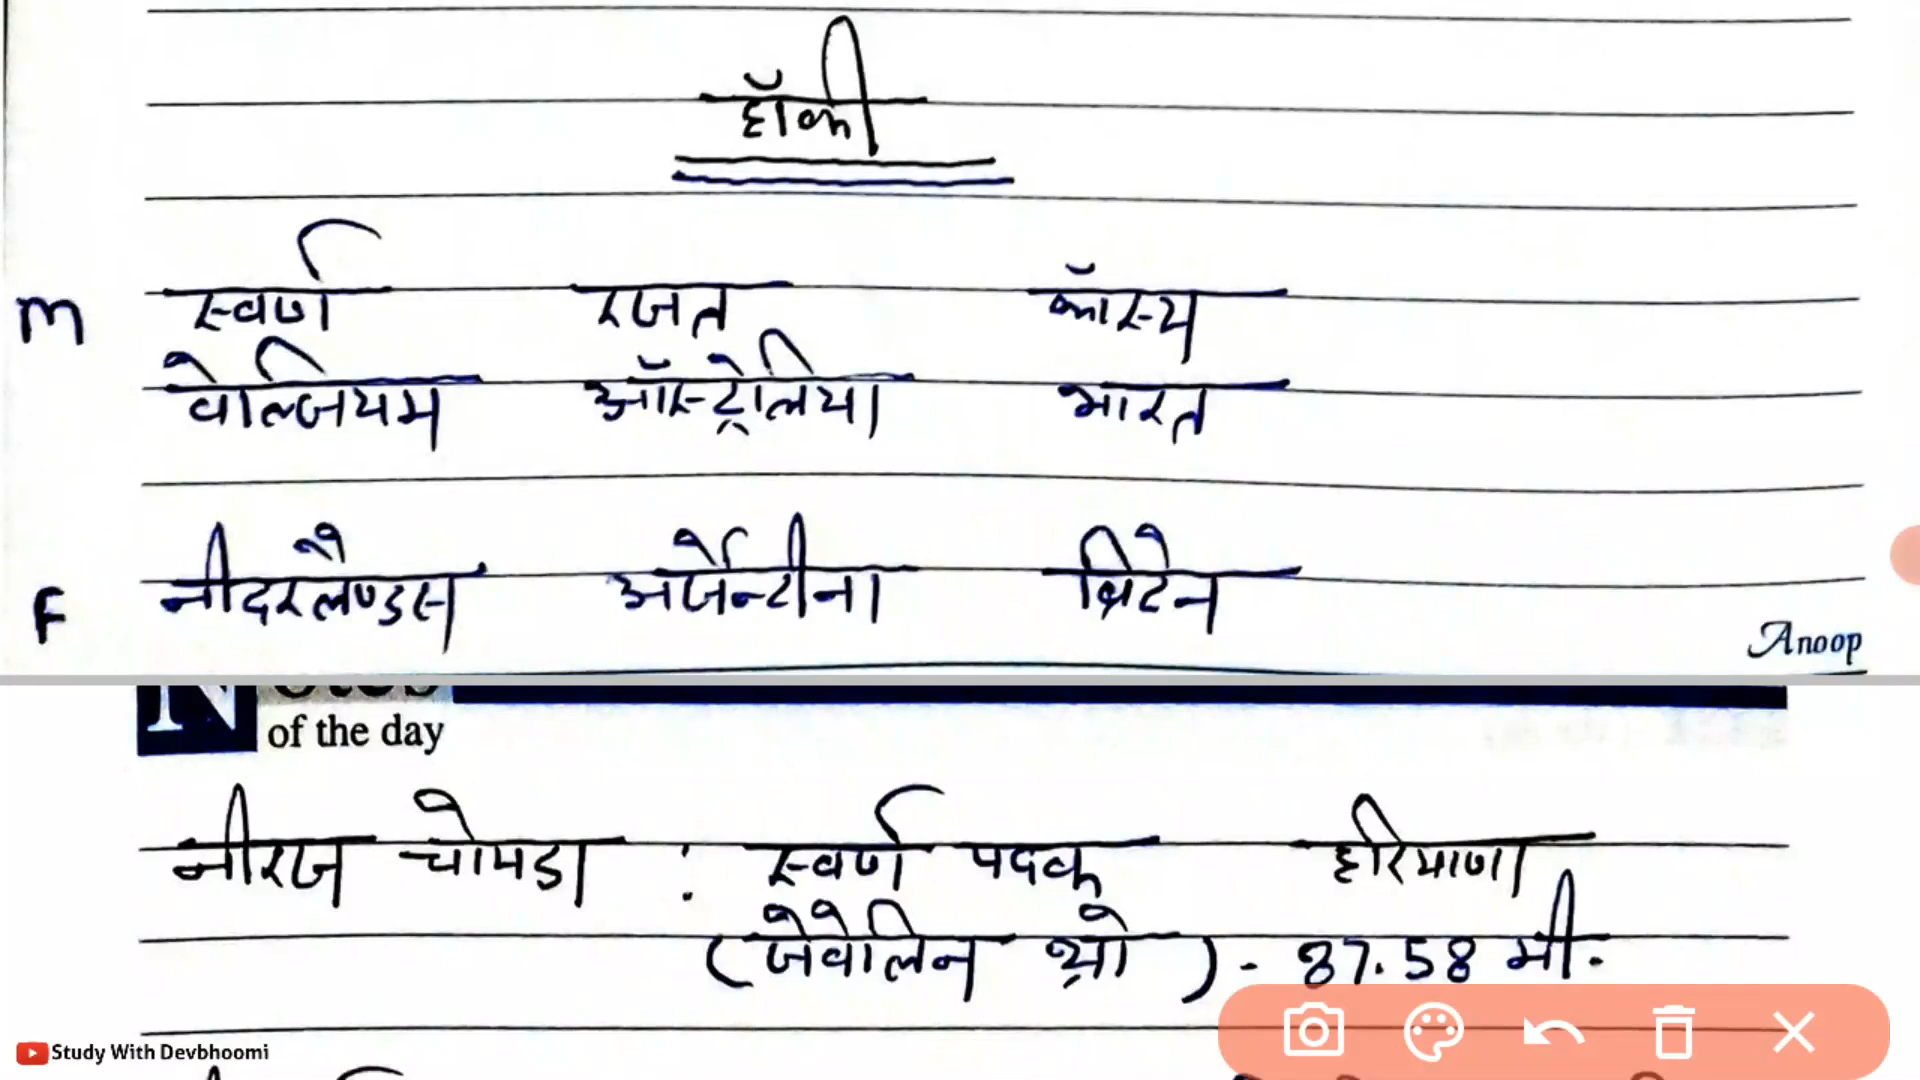 हॉकी
M स्वर्ण रजत कॉस्य
वेल्जियम ऑस्ट्रेलिया भारत
F नीदरलैण्डस अर्जेन्टीना ब्रिटेन
Anoop
Notes
of the day
नीरज चोपडा : स्वर्ण पदक हरियाणा
(जेवेलिन थ्रो) - 87.58 मी.
Study With Devbhoomi